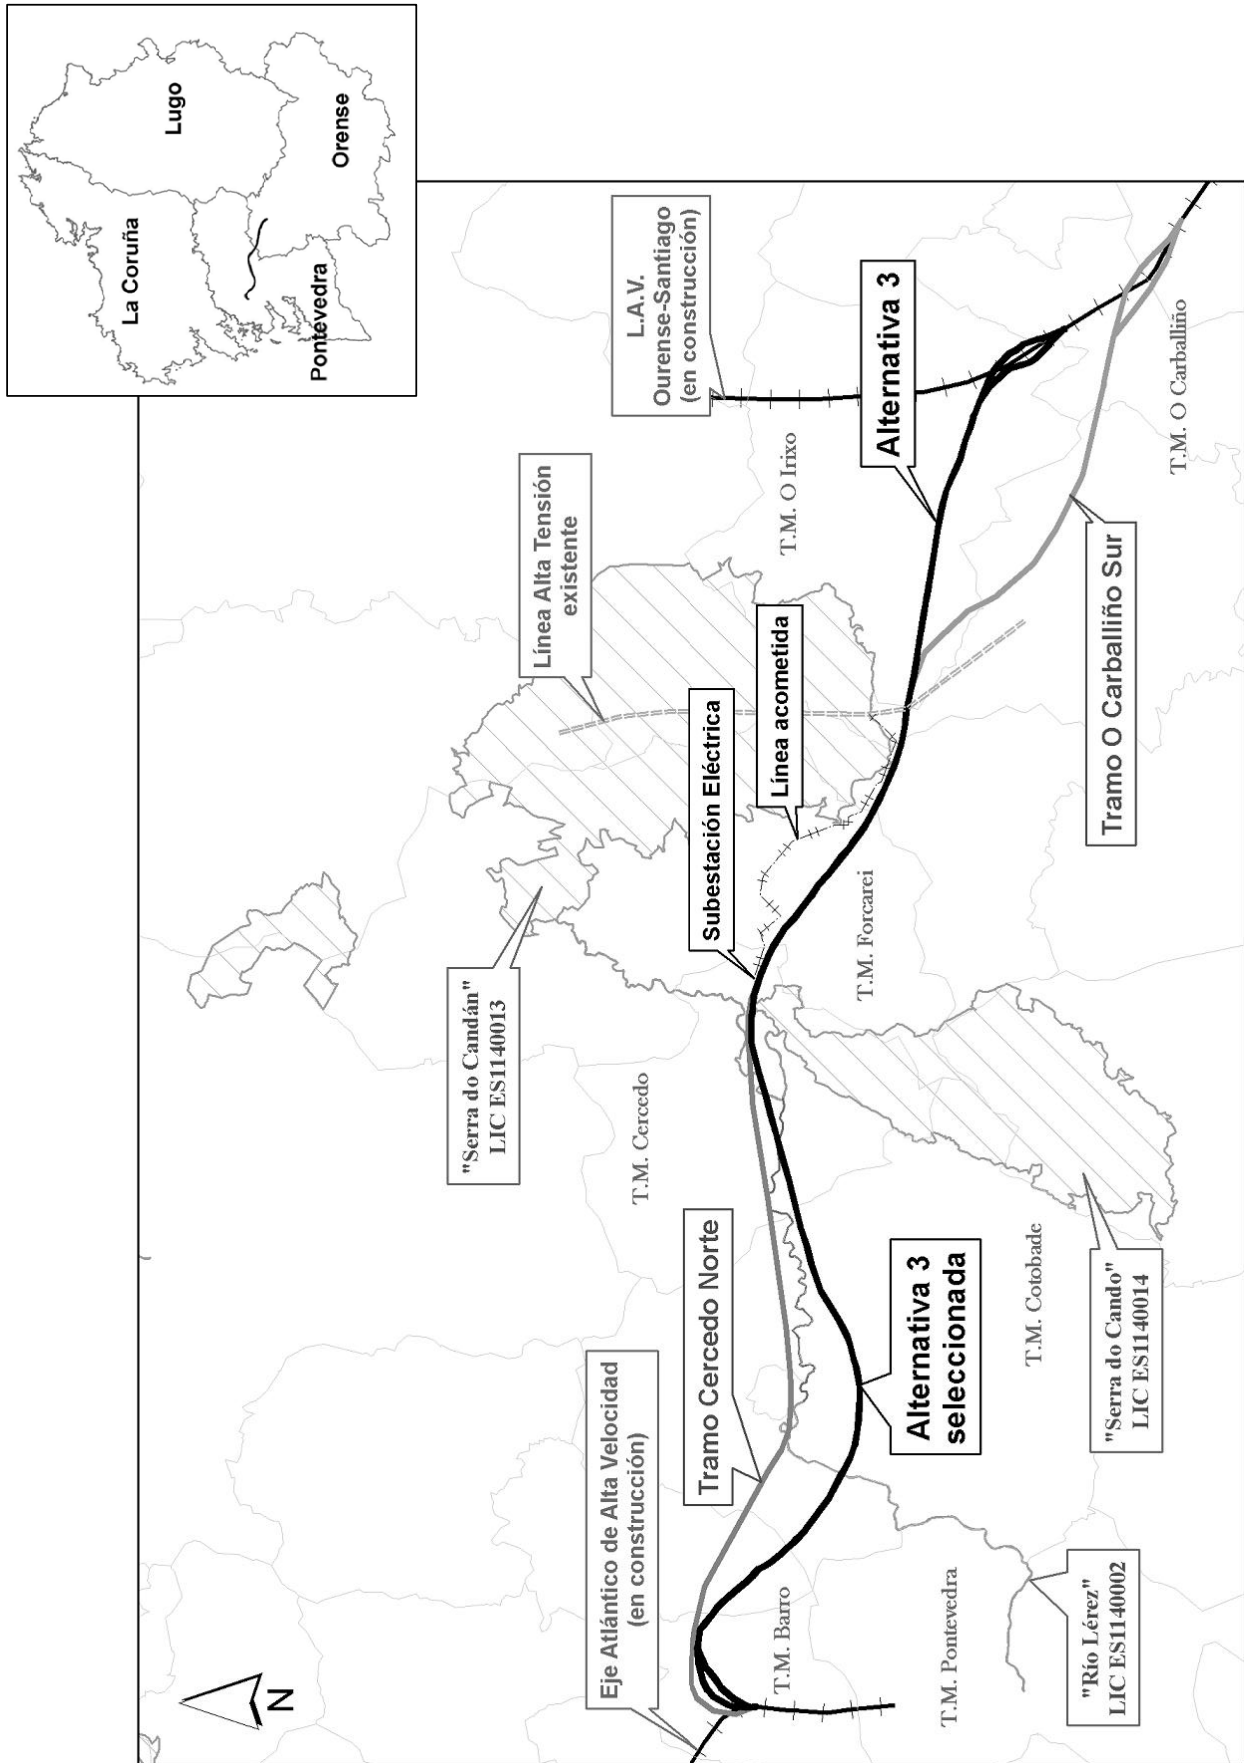 La Coruña
Lugo
Pontevedra
Orense
N
"Serra do Candán"
LIC ES1140013
Línea Alta Tensión
existente
L.A.V.
Ourense-Santiago
(en construcción)
Eje Atlántico de Alta Velocidad
(en construcción)
T.M. Cercedo
Tramo Cercedo Norte
Subestación Eléctrica
Línea acometida
T.M. O Irixo
T.M. Barro
T.M. Forcarei
Alternativa 3
Alternativa 3
seleccionada
T.M. Pontevedra
T.M. Cotobade
"Río Lérez"
LIC ES1140002
"Serra do Cando"
LIC ES1140014
Tramo O Carballiño Sur
T.M. O Carballiño